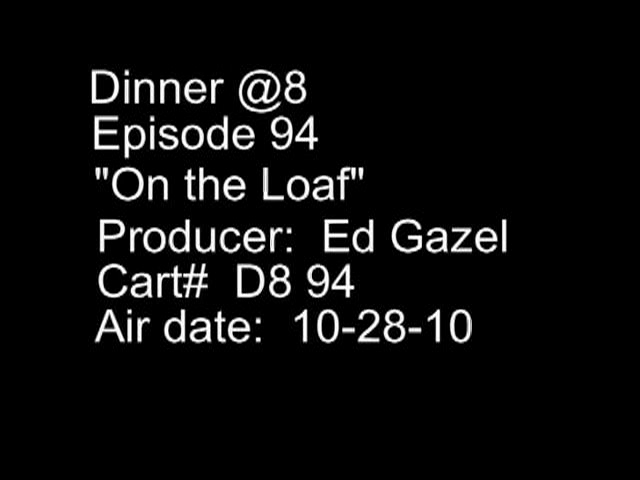 Dinner @8
Episode 94
"On the Loaf"
Producer:  Ed Gazel
Cart#  D8 94
Air date:  10-28-10